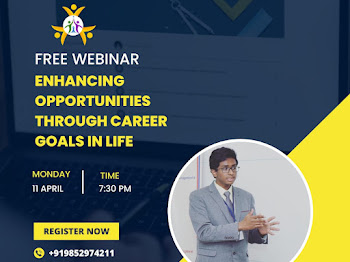 FREE WEBINAR
ENHANCING
OPPORTUNITIES
THROUGH CAREER
GOALS IN LIFE
MONDAY
11 APRIL
TIME
7:30 PM
REGISTER NOW
+919852974211